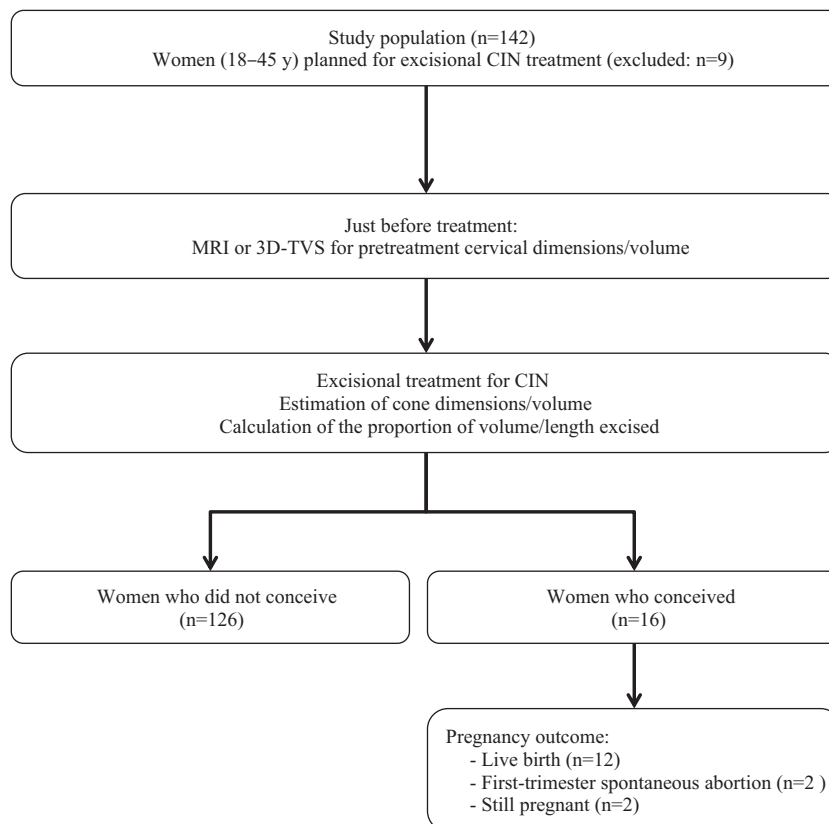 Study population (n=142)
Women (18–45 y) planned for excisional CIN treatment (excluded: n=9)
Just before treatment:
MRI or 3D-TVS for pretreatment cervical dimensions/volume
Excisional treatment for CIN
Estimation of cone dimensions/volume
Calculation of the proportion of volume/length excised
Women who did not conceive
(n=126)
Women who conceived
(n=16)
Pregnancy outcome:
- Live birth (n=12)
- First-trimester spontaneous abortion (n=2 )
- Still pregnant (n=2)